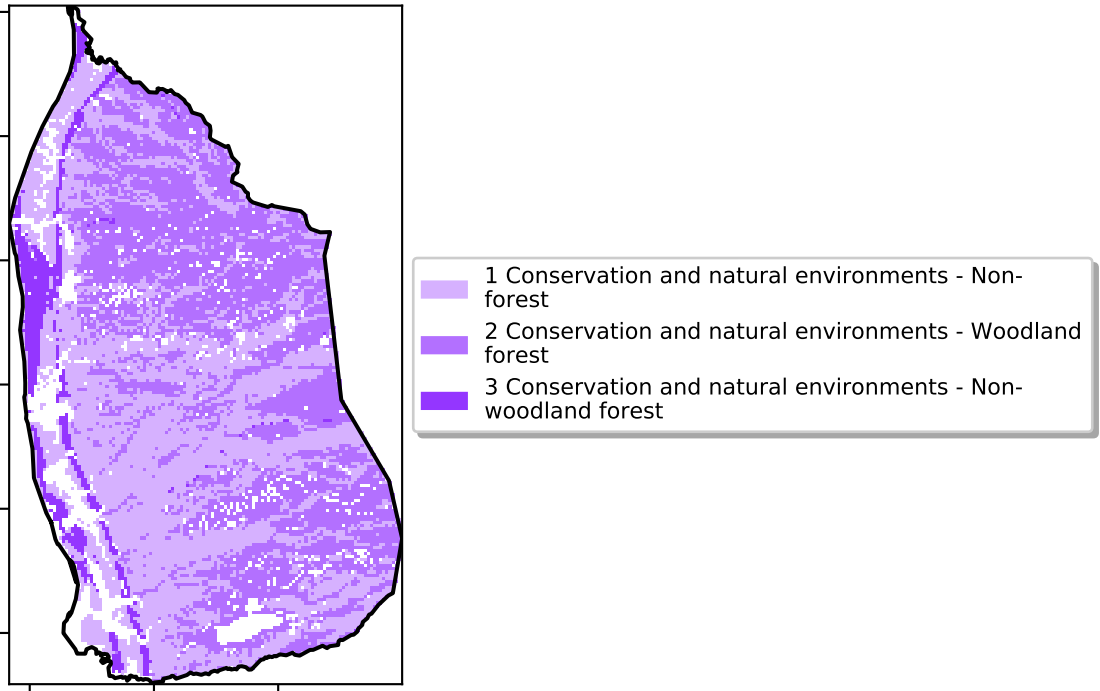 1 Conservation and natural environments - Non-
forest
2 Conservation and natural environments - Woodland
forest
3 Conservation and natural environments - Non-
woodland forest